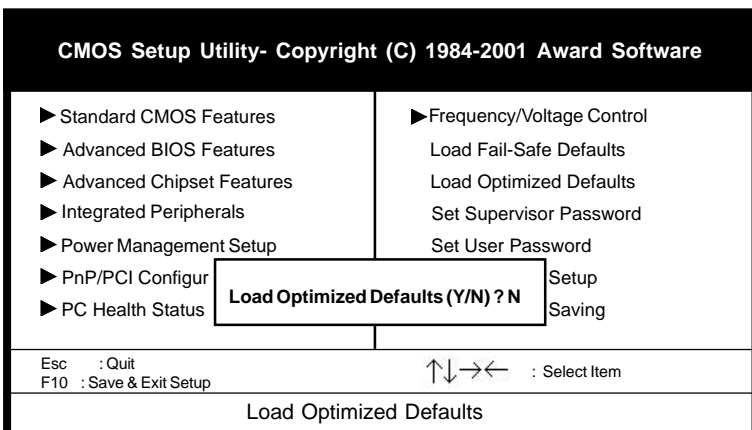 CMOS Setup Utility- Copyright (C) 1984-2001 Award Software
▶ Standard CMOS Features
▶ Advanced BIOS Features
▶ Advanced Chipset Features
▶ Integrated Peripherals
▶ Power Management Setup
▶ PnP/PCI Configur
▶ PC Health Status
▶ Frequency/Voltage Control
Load Fail-Safe Defaults
Load Optimized Defaults
Set Supervisor Password
Set User Password
Setup
Saving
Load Optimized Defaults (Y/N) ? N
Esc : Quit
F10 : Save & Exit Setup
↑↓→← : Select Item
Load Optimized Defaults